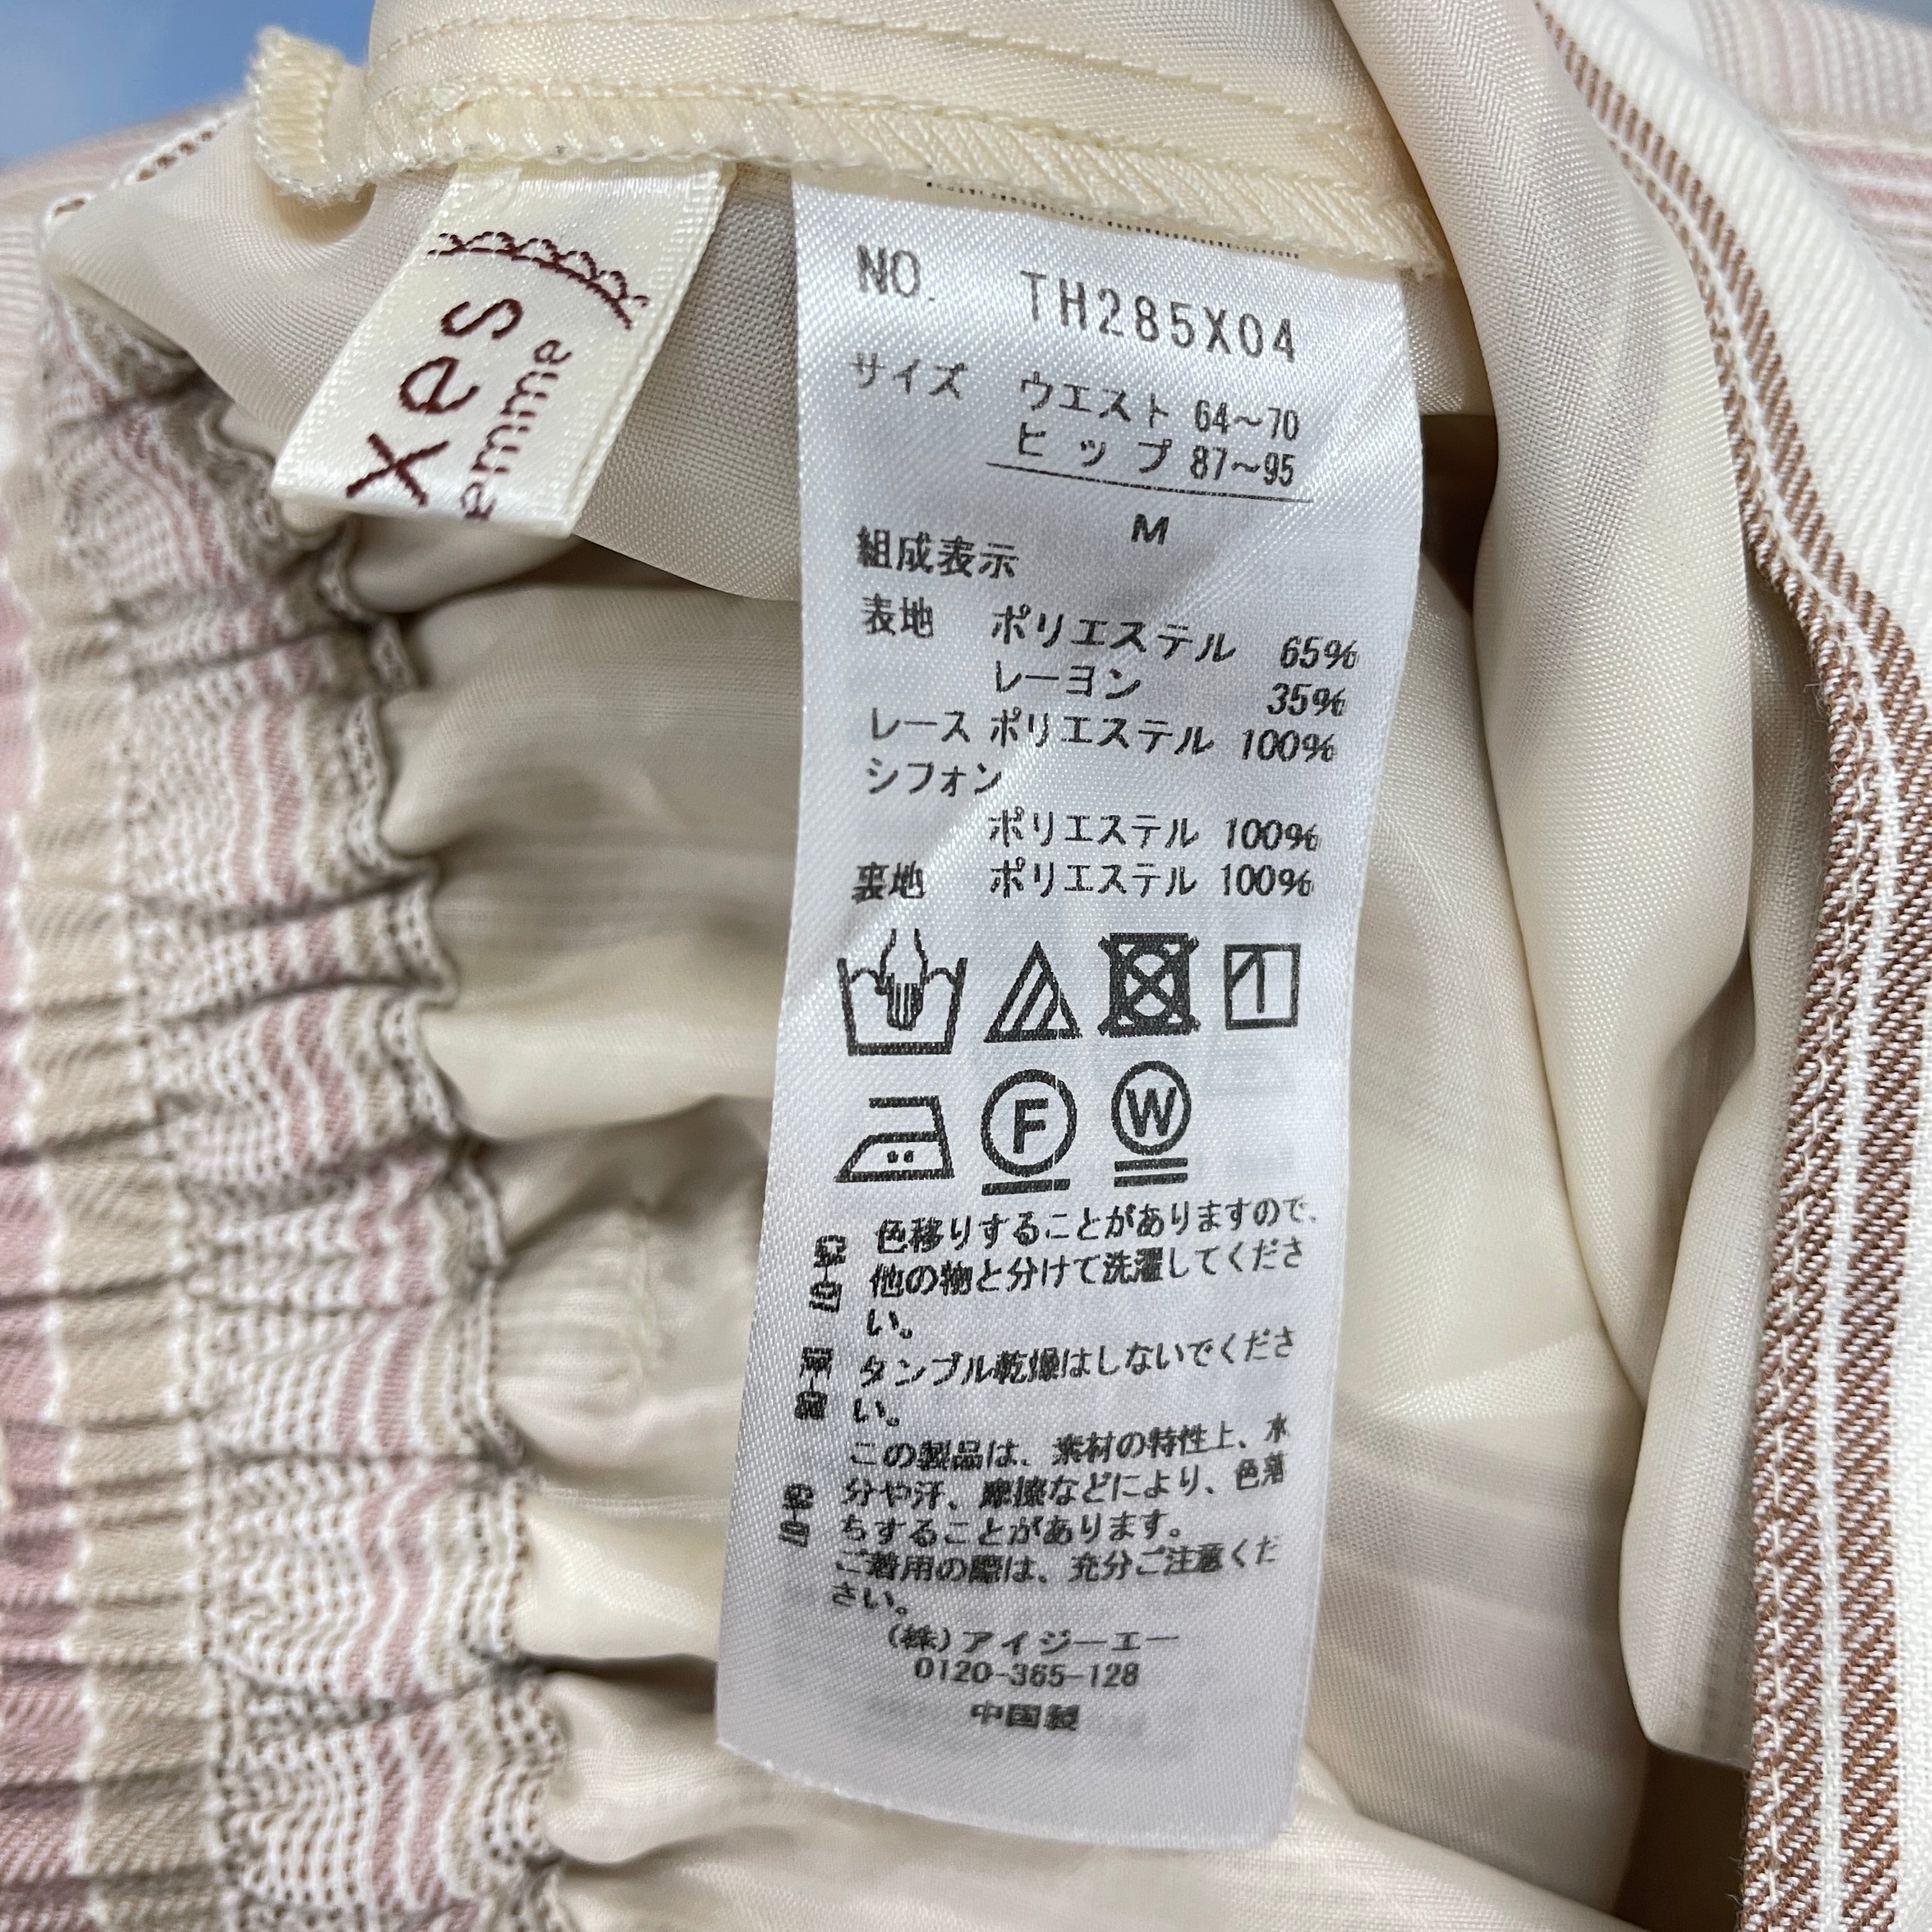 xes
emme
NO. TH285X04
サイズ ウエスト 64～70
ヒップ 87～95
M
組成表示
表地 ポリエステル 65%
レーヨン 35%
レース ポリエステル 100%
シフォン
ポリエステル 100%
裏地 ポリエステル 100%
F W
色移りすることがありますので、
他の物と分けて洗濯してくださ
い。
タンブル乾燥はしないでくださ
い。
この製品は、素材の特性上、水
分や汗、摩擦などにより、色落
ちすることがあります。
ご着用の際は、充分ご注意くだ
さい。
(株)アイジーエー
0120-365-128
中国製